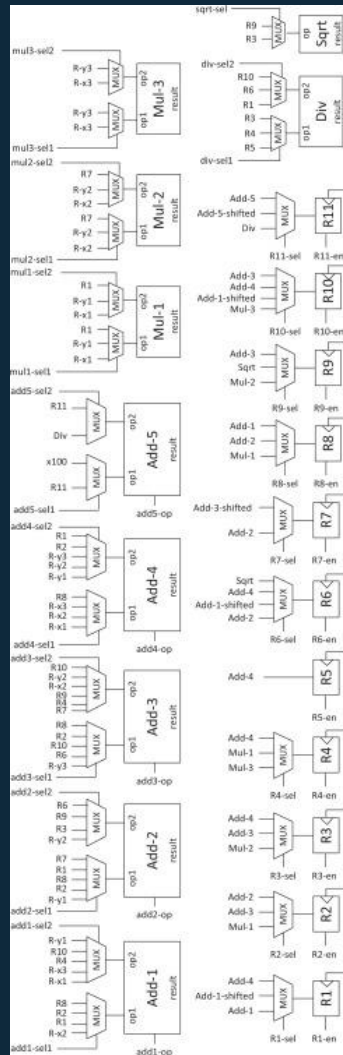 mul3-sel2
R-y3
R-x3
MUX
op2
Mul-3
result
R-y3
R-x3
MUX
op1
mul3-sel1
mul2-sel2
R7
R-y2
R-x2
MUX
op2
Mul-2
result
R7
R-y2
R-x2
MUX
op1
mul2-sel1
mul1-sel2
R1
R-y1
R-x1
MUX
op2
Mul-1
result
R1
R-y1
R-x1
MUX
op1
mul1-sel1
add5-sel2
R11
Div
MUX
op2
Add-5
result
x100
R11
MUX
op1
add5-sel1
add5-op
add4-sel2
R1
R2
R-y3
R-y2
R-y1
MUX
op2
Add-4
result
R8
R-x3
R-x2
R-x1
MUX
op1
add4-sel1
add4-op
add3-sel2
R10
R-y2
R-x2
R9
R4
R7
MUX
op2
Add-3
result
R8
R2
R10
R6
R-y3
MUX
op1
add3-sel1
add3-op
add2-sel2
R6
R9
R3
R-y2
MUX
op2
Add-2
result
R7
R1
R8
R2
R-y1
MUX
op1
add2-sel1
add2-op
add1-sel2
R-y1
R10
R4
R-x3
R-x1
MUX
op2
Add-1
result
R8
R2
R1
R-x2
MUX
op1
add1-sel1
add1-op
sqrt-sel
R9
R3
MUX
op
Sqrt
result
div-sel2
R10
R6
R1
MUX
op2
Div
result
R3
R4
R5
MUX
op1
div-sel1
Add-5
Add-5-shifted
Div
MUX
R11
R11-sel
R11-en
Add-3
Add-4
Add-1-shifted
Mul-3
MUX
R10
R10-sel
R10-en
Add-3
Sqrt
Mul-2
MUX
R9
R9-sel
R9-en
Add-1
Add-2
Mul-1
MUX
R8
R8-sel
R8-en
Add-3-shifted
Add-2
MUX
R7
R7-sel
R7-en
Sqrt
Add-4
Add-1-shifted
Add-2
MUX
R6
R6-sel
R6-en
Add-4
R5
R5-en
Add-4
Mul-1
Mul-3
MUX
R4
R4-sel
R4-en
Add-4
Add-3
Mul-2
MUX
R3
R3-sel
R3-en
Add-2
Add-3
Mul-1
MUX
R2
R2-sel
R2-en
Add-4
Add-1-shifted
Add-1
MUX
R1
R1-sel
R1-en